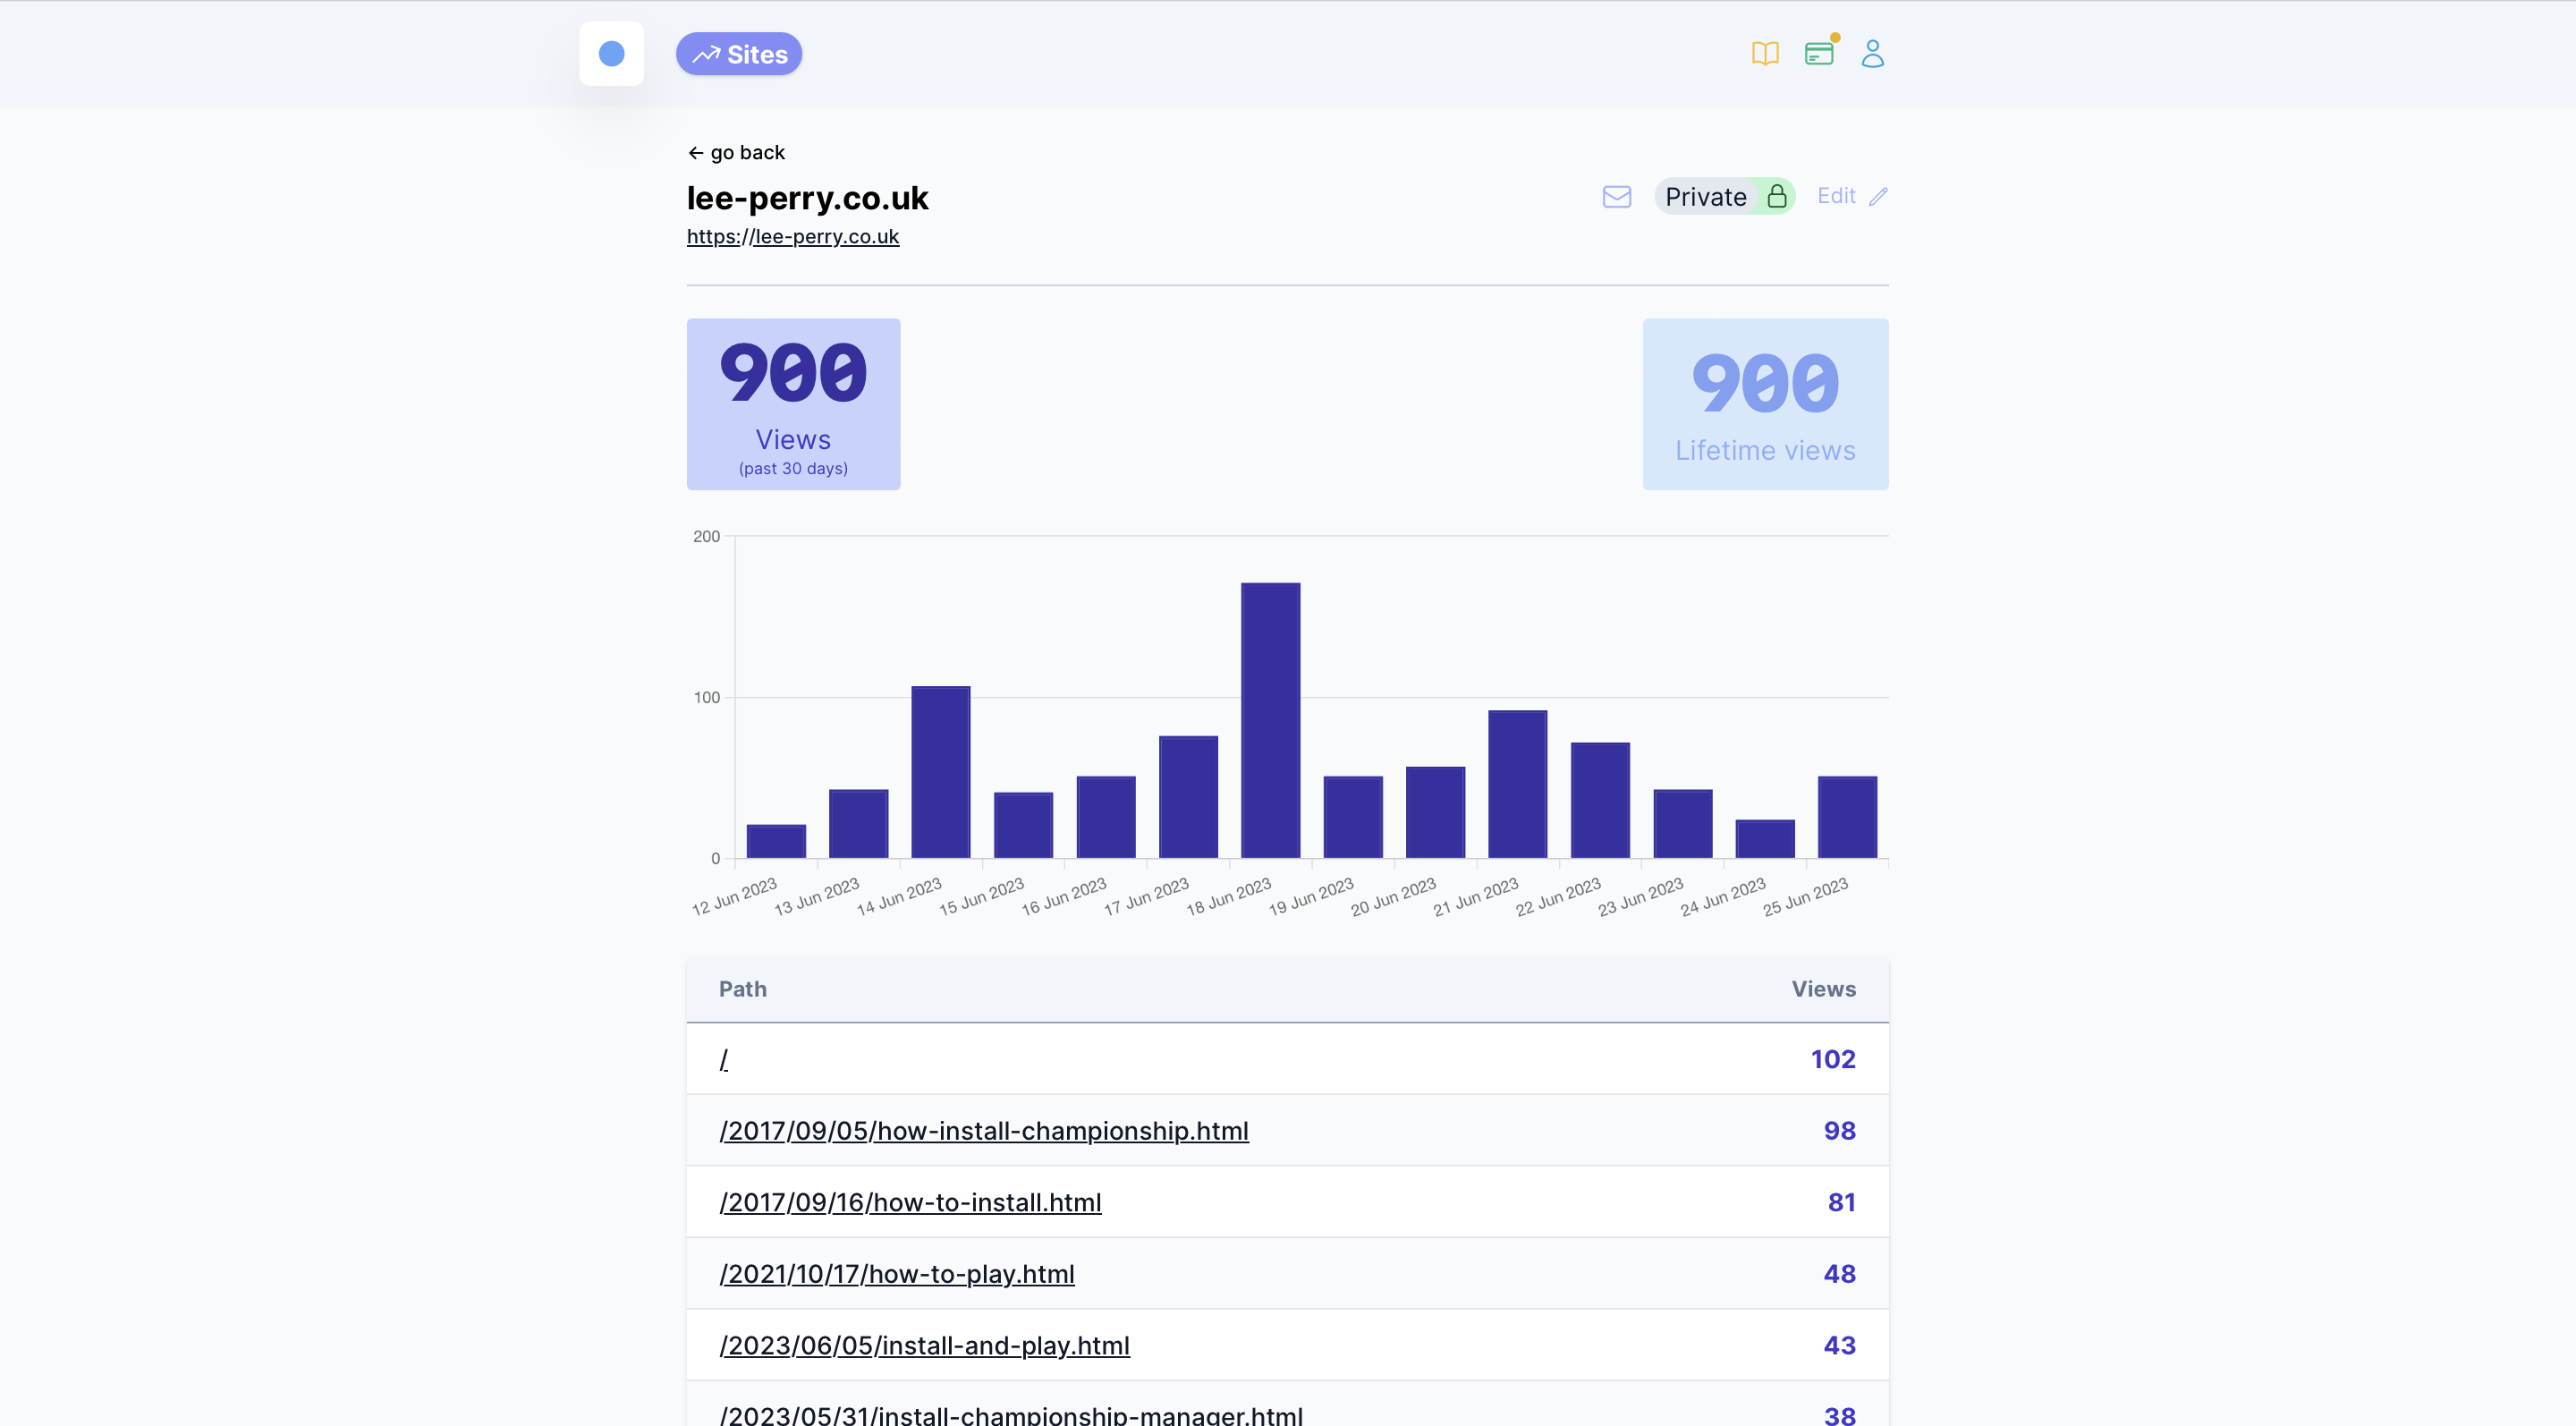 Sites
← go back
lee-perry.co.uk
Private
Edit
https://lee-perry.co.uk
900
Views
(past 30 days)
900
Lifetime views
200
100
0
12 Jun 2023
13 Jun 2023
14 Jun 2023
15 Jun 2023
16 Jun 2023
17 Jun 2023
18 Jun 2023
19 Jun 2023
20 Jun 2023
21 Jun 2023
22 Jun 2023
23 Jun 2023
24 Jun 2023
25 Jun 2023
Path Views
/ 102
/2017/09/05/how-install-championship.html 98
/2017/09/16/how-to-install.html 81
/2021/10/17/how-to-play.html 48
/2023/06/05/install-and-play.html 43
/2023/05/31/install-championship-manager.html 38